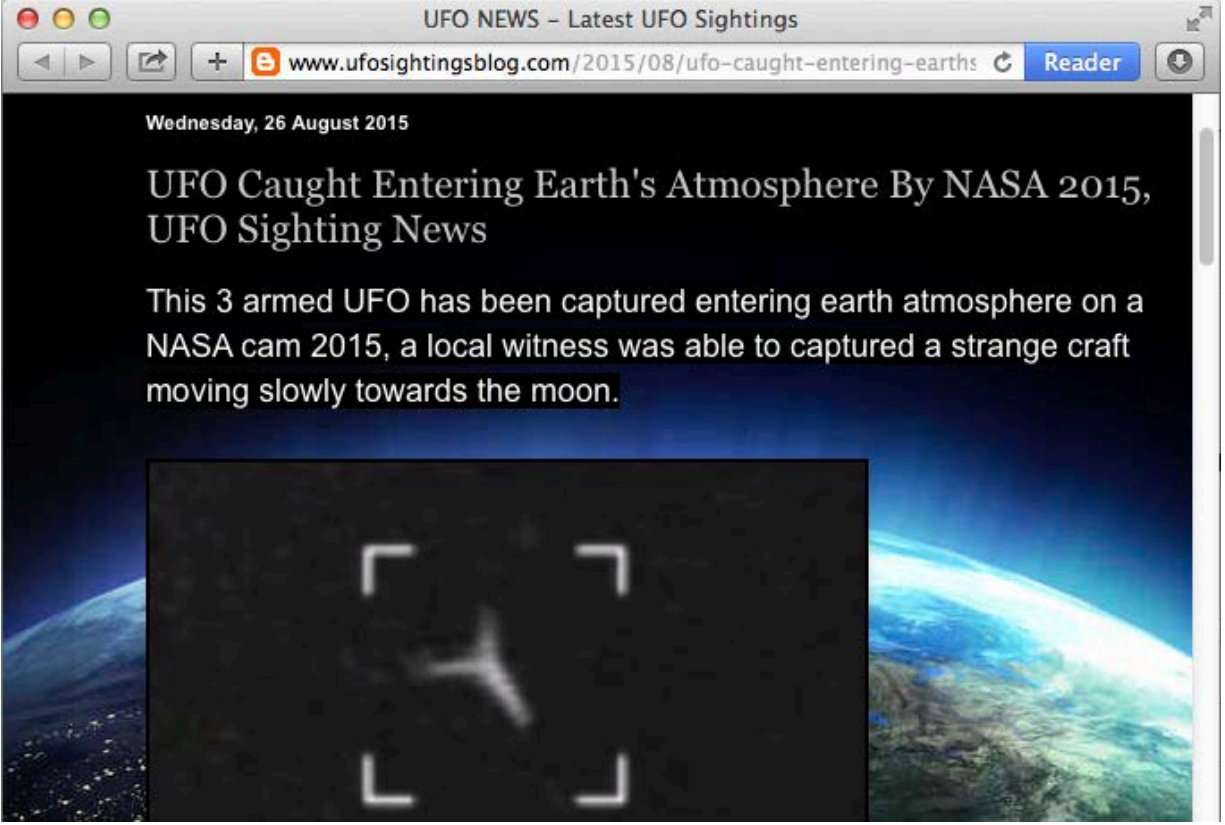 UFO NEWS – Latest UFO Sightings
www.ufosightingsblog.com/2015/08/ufo-caught-entering-earths
Reader
Wednesday, 26 August 2015
UFO Caught Entering Earth's Atmosphere By NASA 2015,
UFO Sighting News
This 3 armed UFO has been captured entering earth atmosphere on a
NASA cam 2015, a local witness was able to captured a strange craft
moving slowly towards the moon.